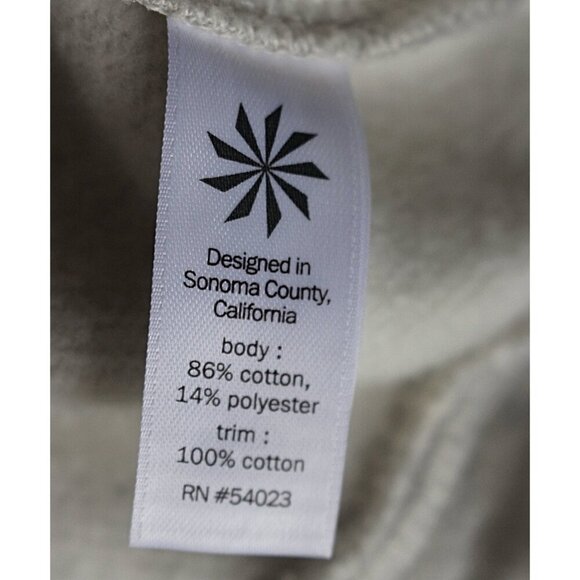 Designed in
Sonoma County,
California
body :
86% cotton,
14% polyester
trim :
100% cotton
RN #54023